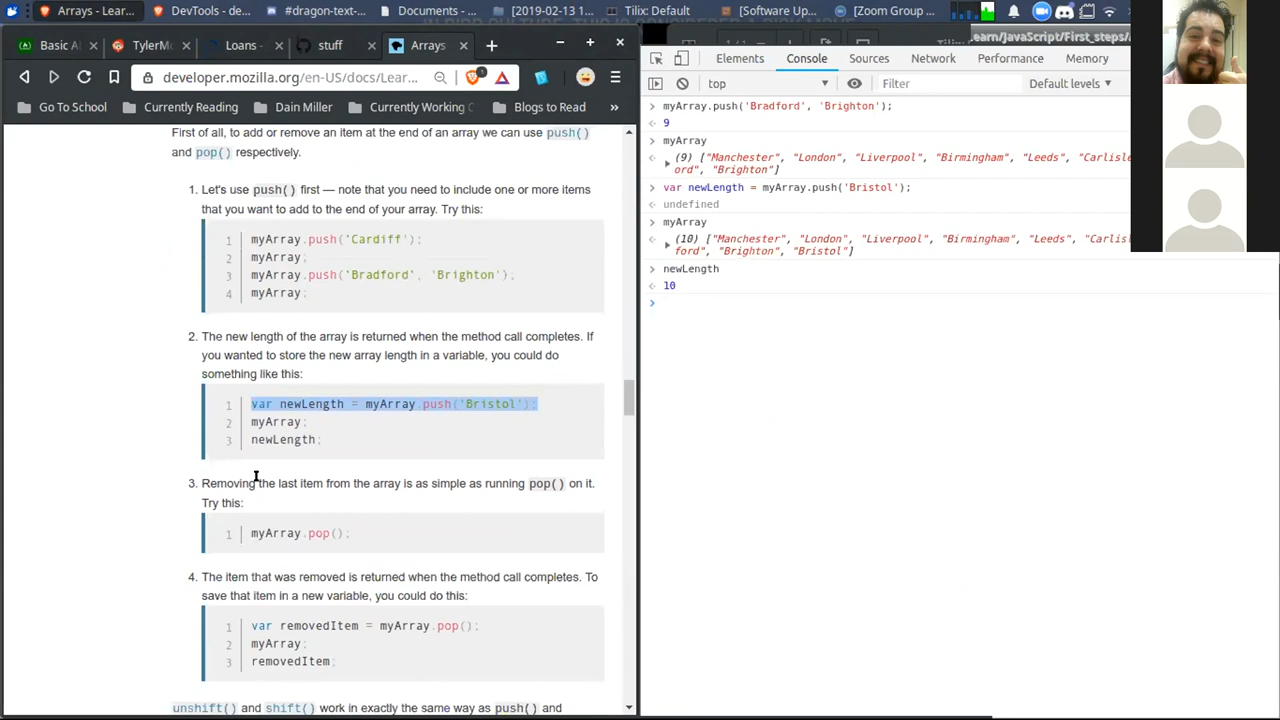 Arrays - Lear...
DevTools - de...
#dragon-text-...
Documents - ...
[2019-02-13 1...
Tilix: Default
[Software Up...
[Zoom Group ...
Basic Al
TylerMo
Loans -
stuff
Arrays
Tilix: Default
earn/JavaScript/First_steps/
developer.mozilla.org/en-US/docs/Lear...
1
Go To School
Currently Reading
Dain Miller
Currently Working C
Blogs to Read
»
First of all, to add or remove an item at the end of an array we can use push()
and pop() respectively.
1. Let's use push() first — note that you need to include one or more items
that you want to add to the end of your array. Try this:
1 myArray.push('Cardiff');
2 myArray;
3 myArray.push('Bradford', 'Brighton');
4 myArray;
2. The new length of the array is returned when the method call completes. If
you wanted to store the new array length in a variable, you could do
something like this:
1 var newLength = myArray.push('Bristol');
2 myArray;
3 newLength;
3. Removing the last item from the array is as simple as running pop() on it.
Try this:
1 myArray.pop();
4. The item that was removed is returned when the method call completes. To
save that item in a new variable, you could do this:
1 var removedItem = myArray.pop();
2 myArray;
3 removedItem;
unshift() and shift() work in exactly the same way as push() and
Elements Console Sources Network Performance Memory
top
Filter
Default levels
myArray.push('Bradford', 'Brighton');
9
myArray
(9) ["Manchester", "London", "Liverpool", "Birmingham", "Leeds", "Carlisle
ord", "Brighton"]
var newLength = myArray.push('Bristol');
undefined
myArray
(10) ["Manchester", "London", "Liverpool", "Birmingham", "Leeds", "Carlisl
ford", "Brighton", "Bristol"]
newLength
10